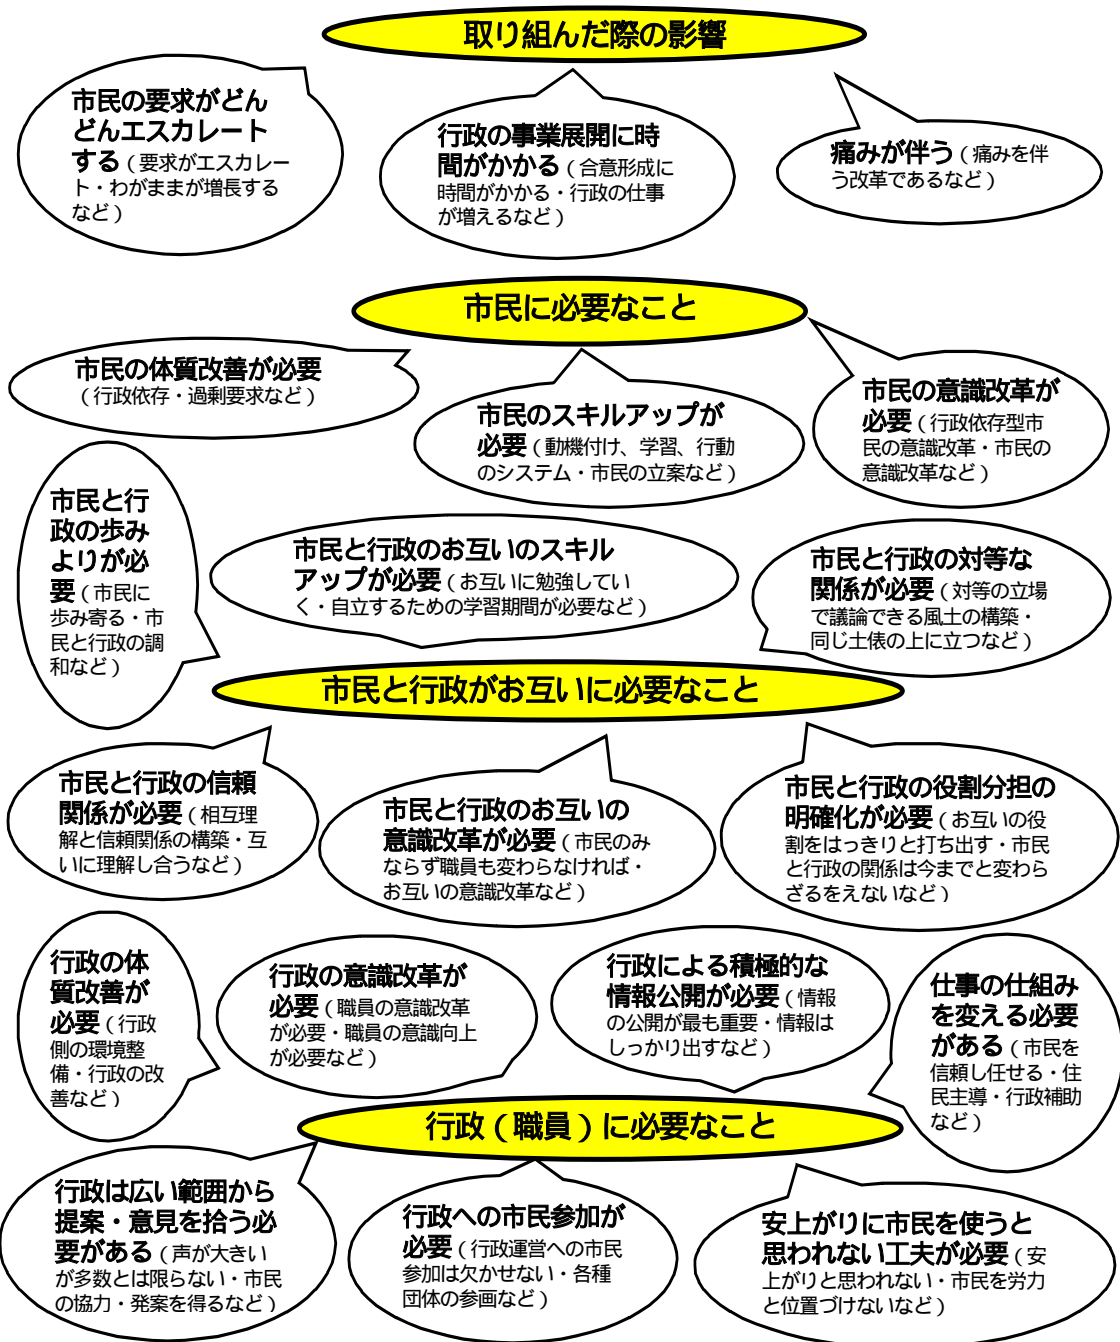 取り組んだ際の影響
市民の要求がどん
どんエスカレート
する（要求がエスカレー
ト・わがままが増長する
など）
行政の事業展開に時
間がかかる（合意形成に
時間がかかる・行政の仕事
が増えるなど）
痛みが伴う（痛みを伴
う改革であるなど）
市民に必要なこと
市民の体質改善が必要
（行政依存・過剰要求など）
市民のスキルアップが
必要（動機付け、学習、行動
のシステム・市民の立案など）
市民の意識改革が
必要（行政依存型市
民の意識改革・市民の
意識改革など）
市民と行
政の歩み
よりが必
要（市民に
歩み寄る・市
民と行政の調
和など）
市民と行政のお互いのスキル
アップが必要（お互いに勉強してい
く・自立するための学習期間が必要など）
市民と行政の対等な
関係が必要（対等の立場
で議論できる風土の構築・
同じ土俵の上に立つなど）
市民と行政がお互いに必要なこと
市民と行政の信頼
関係が必要（相互理
解と信頼関係の構築・互
いに理解し合うなど）
市民と行政のお互いの
意識改革が必要（市民のみ
ならず職員も変わらなければ・
お互いの意識改革など）
市民と行政の役割分担の
明確化が必要（お互いの役
割をはっきりと打ち出す・市民
と行政の関係は今までと変わら
ざるをえないなど）
行政の体
質改善が
必要（行政
側の環境整
備・行政の改
善など）
行政の意識改革が
必要（職員の意識改革
が必要・職員の意識向上
が必要など）
行政による積極的な
情報公開が必要（情報
の公開が最も重要・情報は
しっかり出すなど）
仕事の仕組み
を変える必要
がある（市民を
信頼し任せる・住
民主導・行政補助
など）
行政（職員）に必要なこと
行政は広い範囲から
提案・意見を拾う必
要がある（声が大きい
が多数とは限らない・市民
の協力・発案を得るなど）
行政への市民参加が
必要（行政運営への市民
参加は欠かせない・各種
団体の参画など）
安上がりに市民を使うと
思われない工夫が必要（安
上がりと思われない・市民を労力
と位置づけないなど）